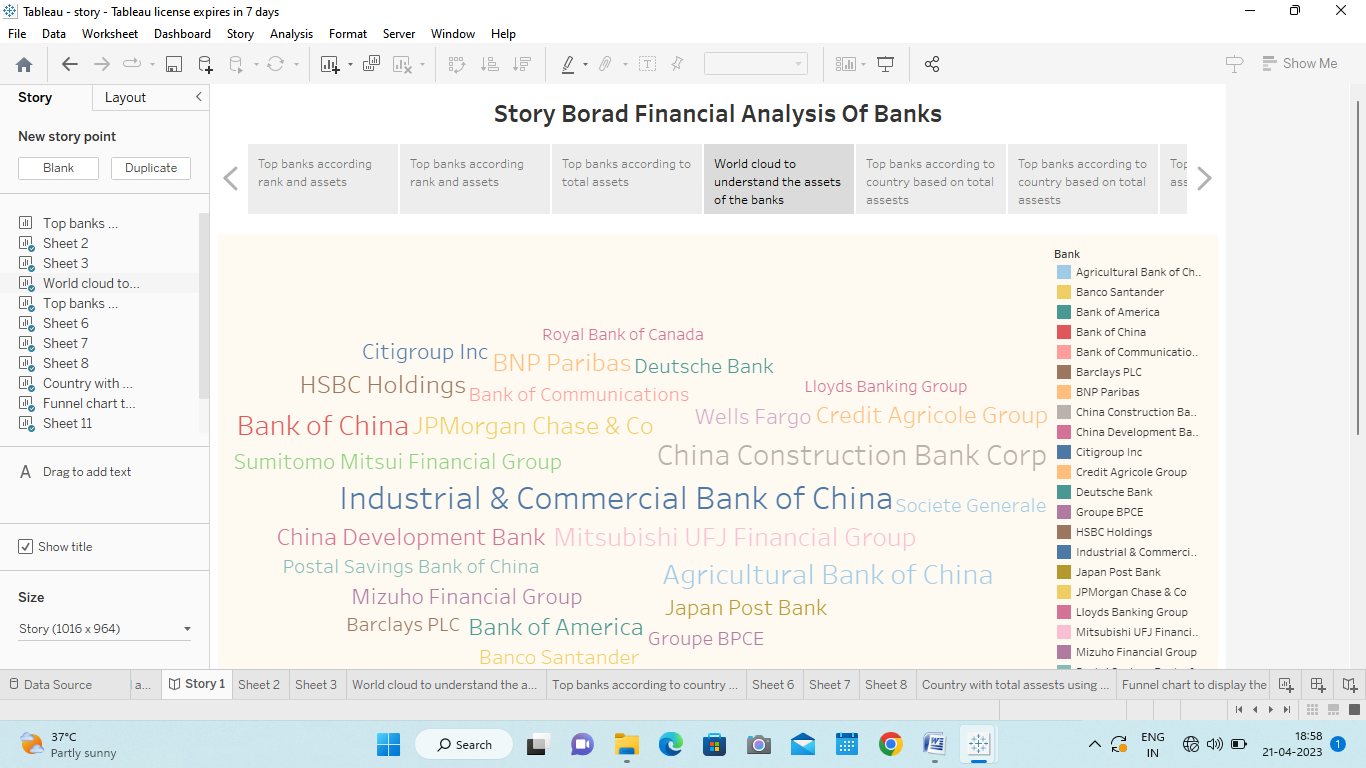 Tableau - story - Tableau license expires in 7 days
File Data Worksheet Dashboard Story Analysis Format Server Window Help
Show Me
Story Layout
New story point
Blank Duplicate
Top banks ...
Sheet 2
Sheet 3
World cloud to...
Top banks ...
Sheet 6
Sheet 7
Sheet 8
Country with ...
Funnel chart t...
Sheet 11
A Drag to add text
Show title
Size
Story (1016 x 964)
Story Borad Financial Analysis Of Banks
Top banks according
rank and assets
Top banks according
rank and assets
Top banks according to
total assets
World cloud to
understand the assets
of the banks
Top banks according to
country based on total
assests
Top banks according to
country based on total
assests
Royal Bank of Canada
Citigroup Inc
BNP Paribas
Deutsche Bank
HSBC Holdings
Bank of Communications
Lloyds Banking Group
Bank of China
JPMorgan Chase & Co
Wells Fargo
Credit Agricole Group
Sumitomo Mitsui Financial Group
China Construction Bank Corp
Industrial & Commercial Bank of China
Societe Generale
China Development Bank
Mitsubishi UFJ Financial Group
Postal Savings Bank of China
Agricultural Bank of China
Mizuho Financial Group
Japan Post Bank
Barclays PLC
Bank of America
Groupe BPCE
Banco Santander
Bank
Agricultural Bank of Ch..
Banco Santander
Bank of America
Bank of China
Bank of Communicatio..
Barclays PLC
BNP Paribas
China Construction Ba..
China Development Ba..
Citigroup Inc
Credit Agricole Group
Deutsche Bank
Groupe BPCE
HSBC Holdings
Industrial & Commerci..
Japan Post Bank
JPMorgan Chase & Co
Lloyds Banking Group
Mitsubishi UFJ Financi..
Mizuho Financial Group
Data Source a... Story 1 Sheet 2 Sheet 3 World cloud to understand the a... Top banks according to country ... Sheet 6 Sheet 7 Sheet 8 Country with total assests using ... Funnel chart to display the
37°C
Partly sunny
Search
ENG
IN
18:58
21-04-2023
1